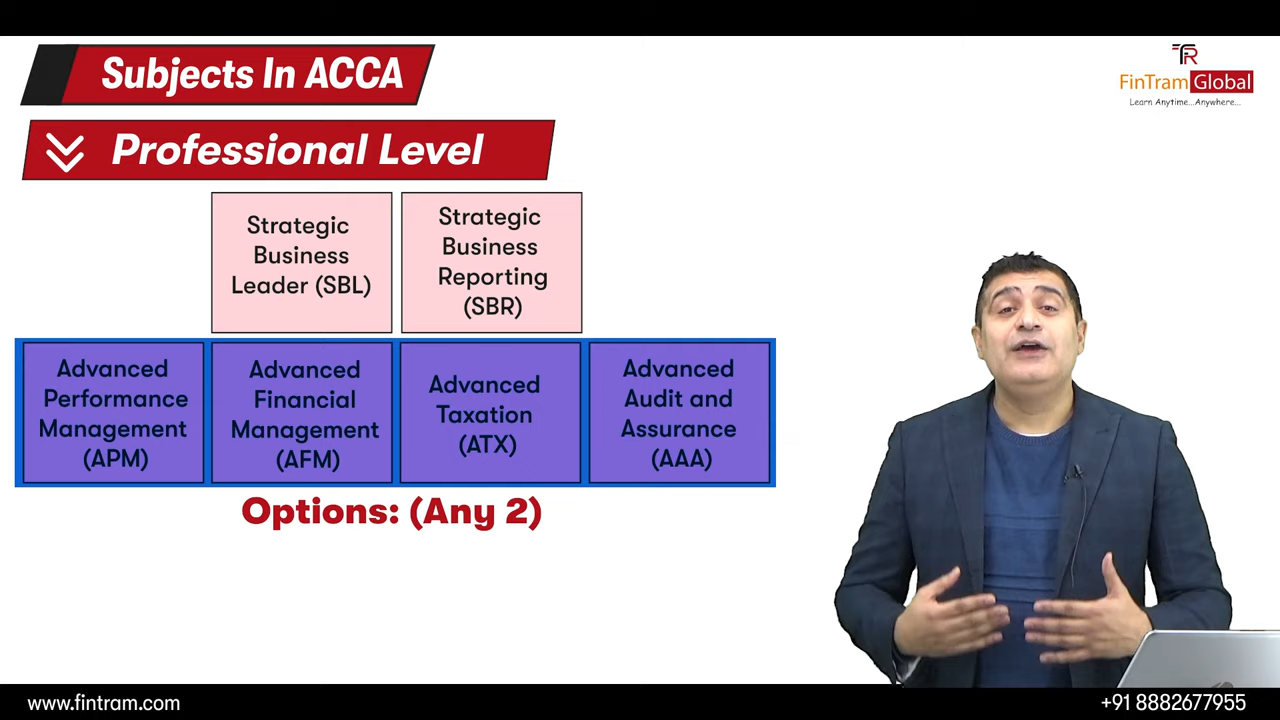 Subjects In ACCA
FR
FinTram Global
Learn Anytime...Anywhere...
Professional Level
Strategic
Business
Leader (SBL)
Strategic
Business
Reporting
(SBR)
Advanced
Performance
Management
(APM)
Advanced
Financial
Management
(AFM)
Advanced
Taxation
(ATX)
Advanced
Audit and
Assurance
(AAA)
Options: (Any 2)
www.fintram.com
+91 8882677955